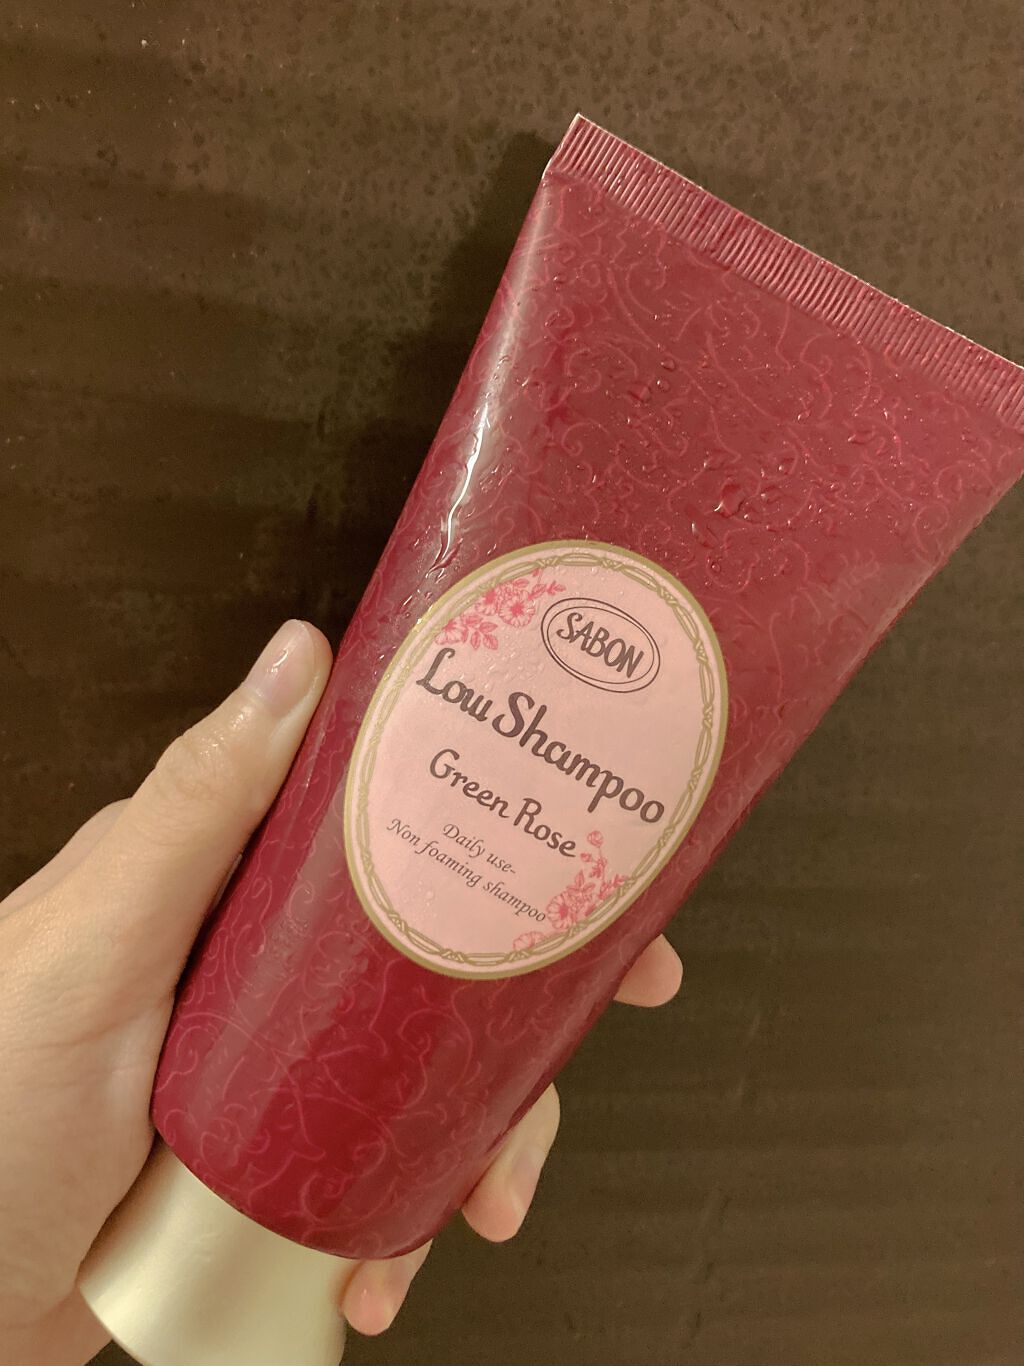 SABON
Low Shampoo
Green Rose
Daily use-
Non foaming shampoo